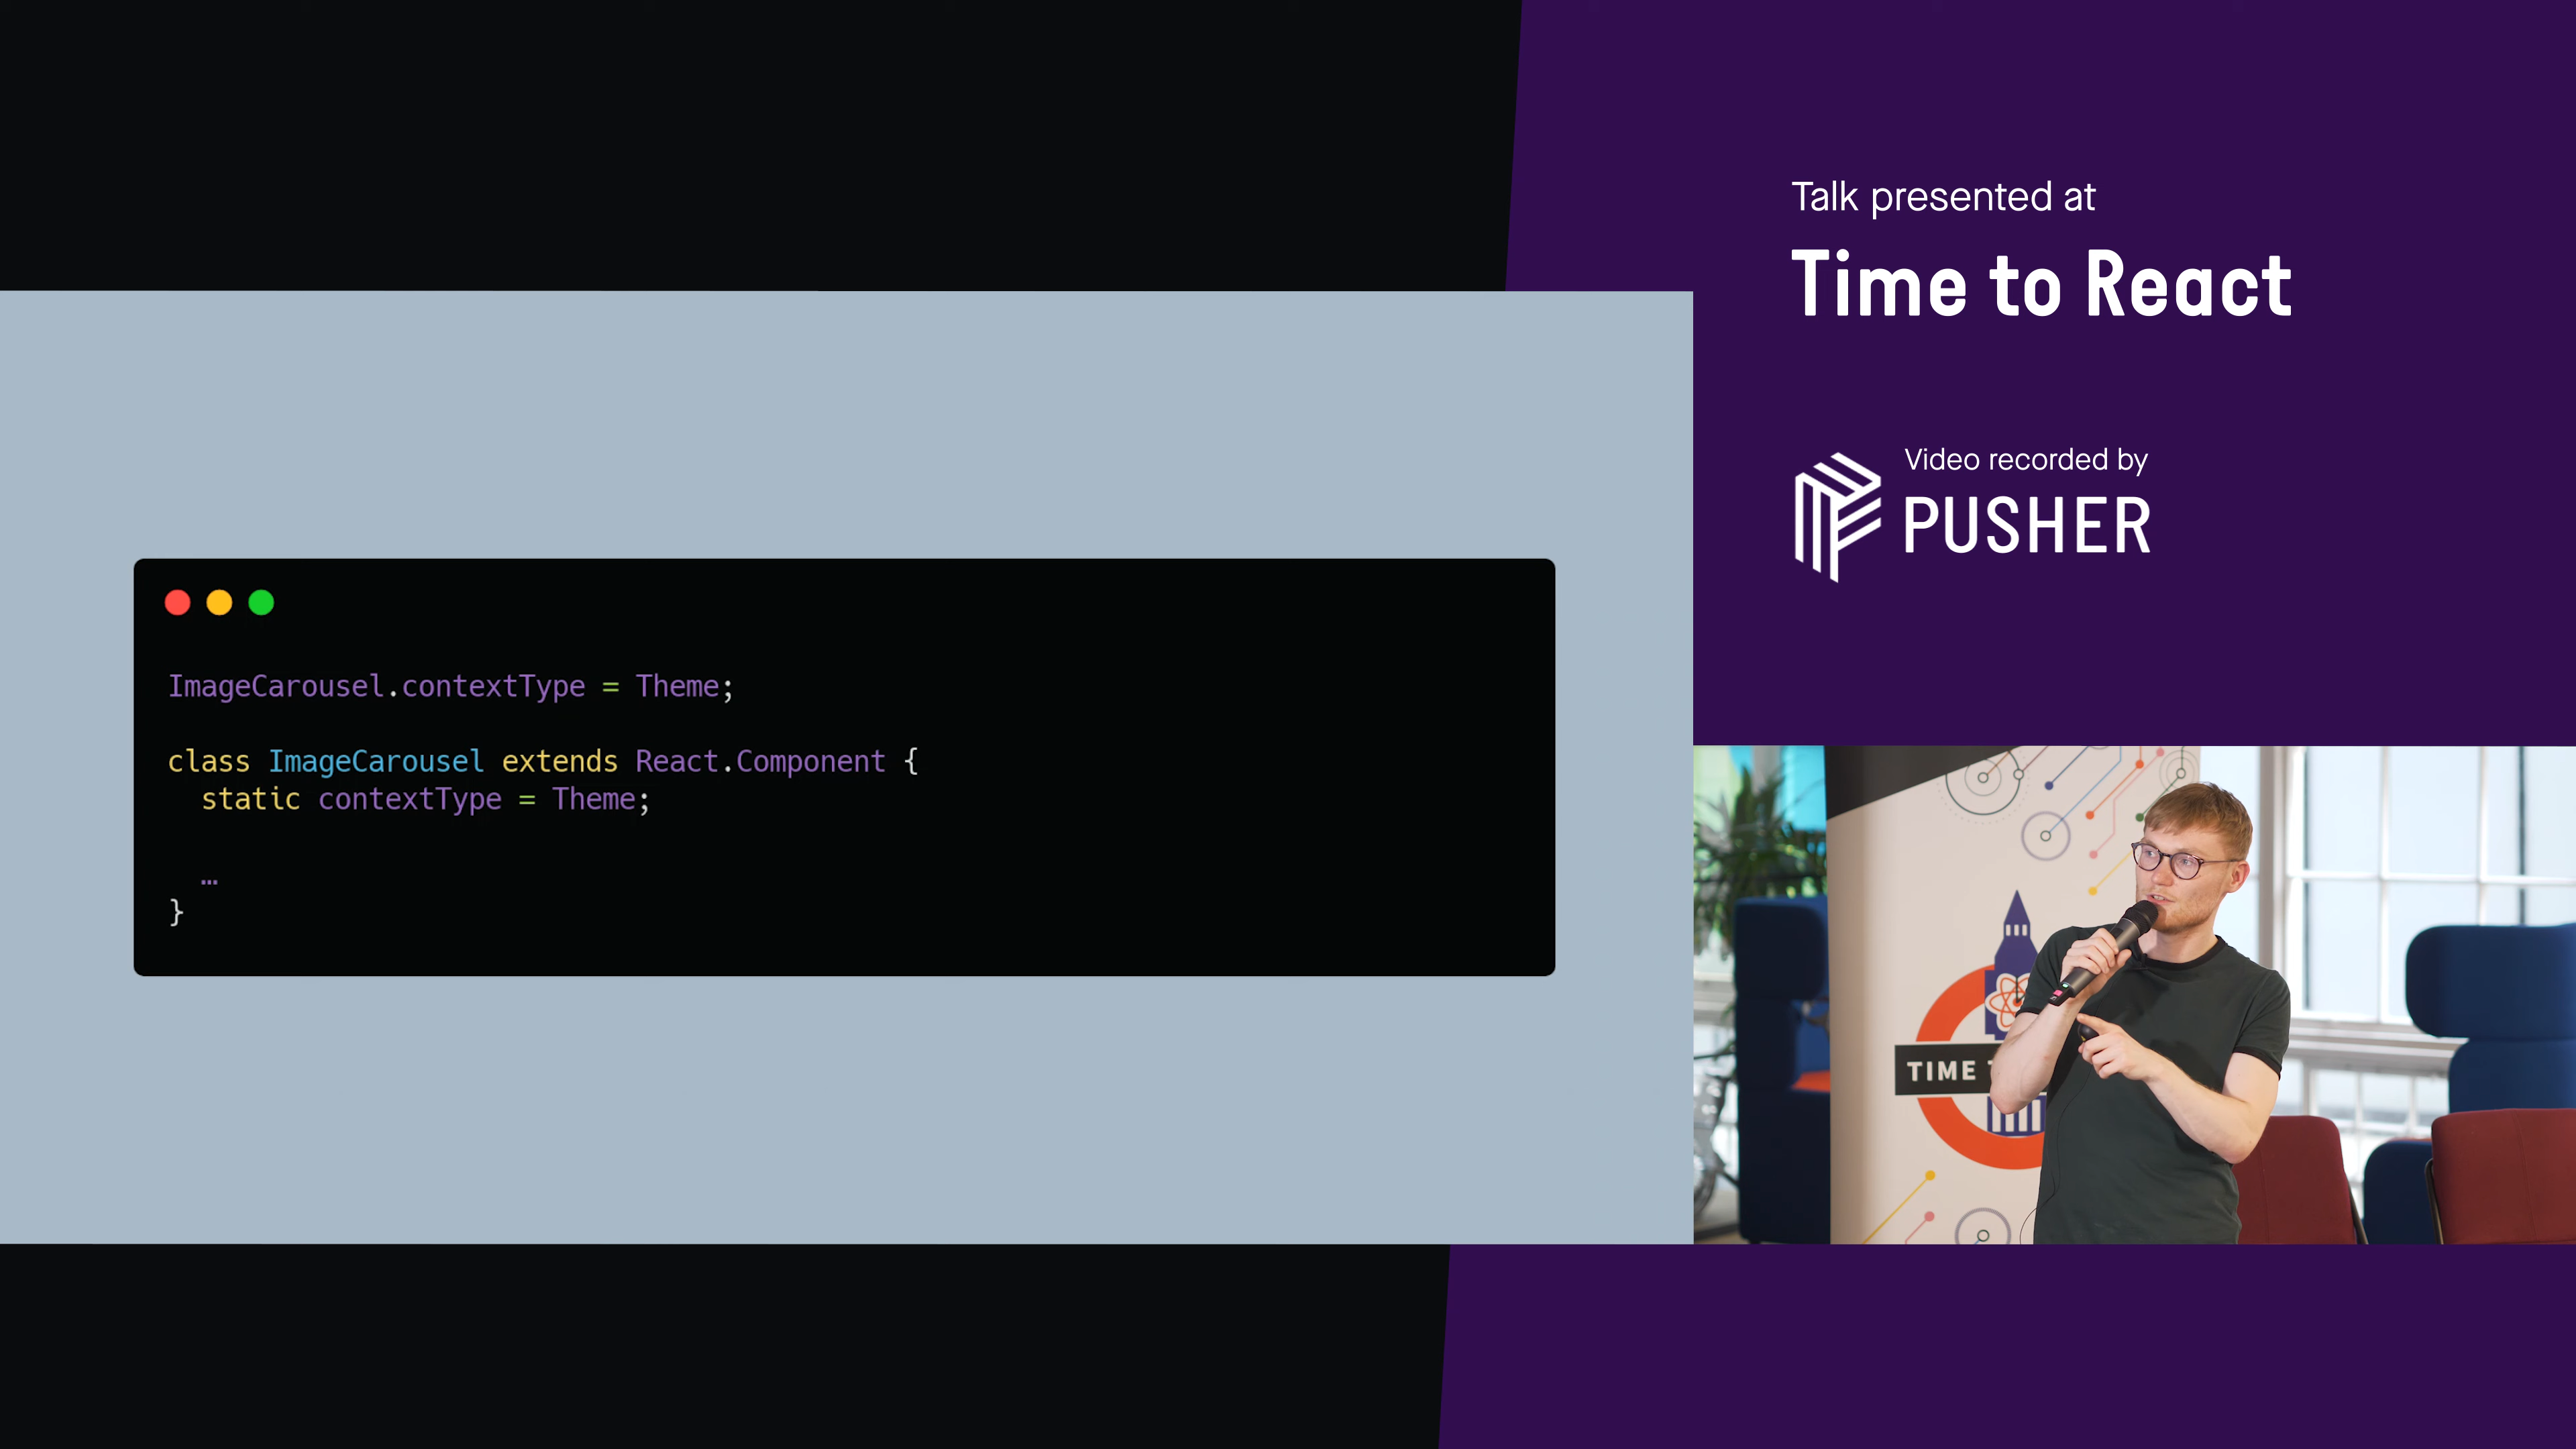 Talk presented at
Time to React
Video recorded by
PUSHER
ImageCarousel.contextType = Theme;
class ImageCarousel extends React.Component {
static contextType = Theme;
…
}
TIME